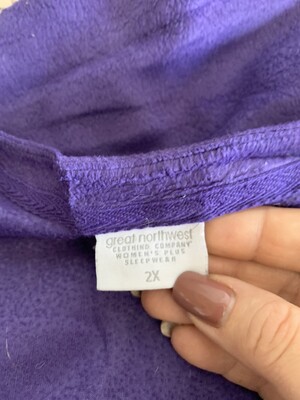 great northwest
CLOTHING COMPANY
WOMEN'S PLUS
SLEEPWEAR
2X